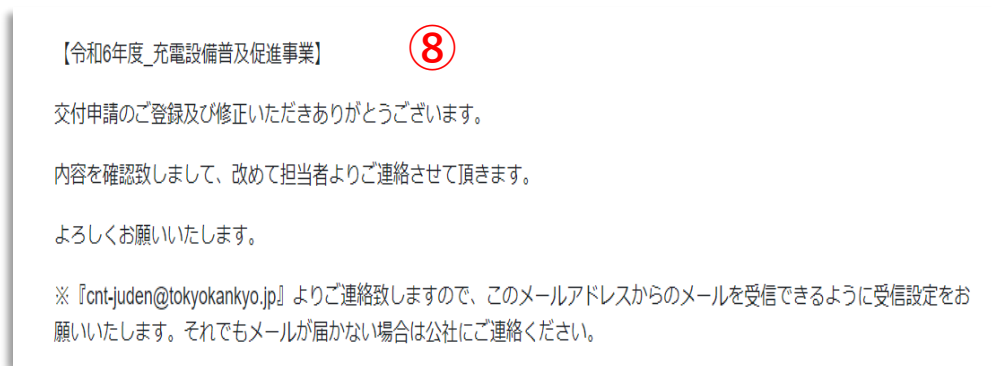 【令和6年度_充電設備普及促進事業】 ⑧
交付申請のご登録及び修正いただきありがとうございます。
内容を確認致しまして、改めて担当者よりご連絡させて頂きます。
よろしくお願いいたします。
※『cnt-juden@tokyokankyo.jp』よりご連絡致しますので、このメールアドレスからのメールを受信できるように受信設定をお
願いいたします。それでもメールが届かない場合は公社にご連絡ください。